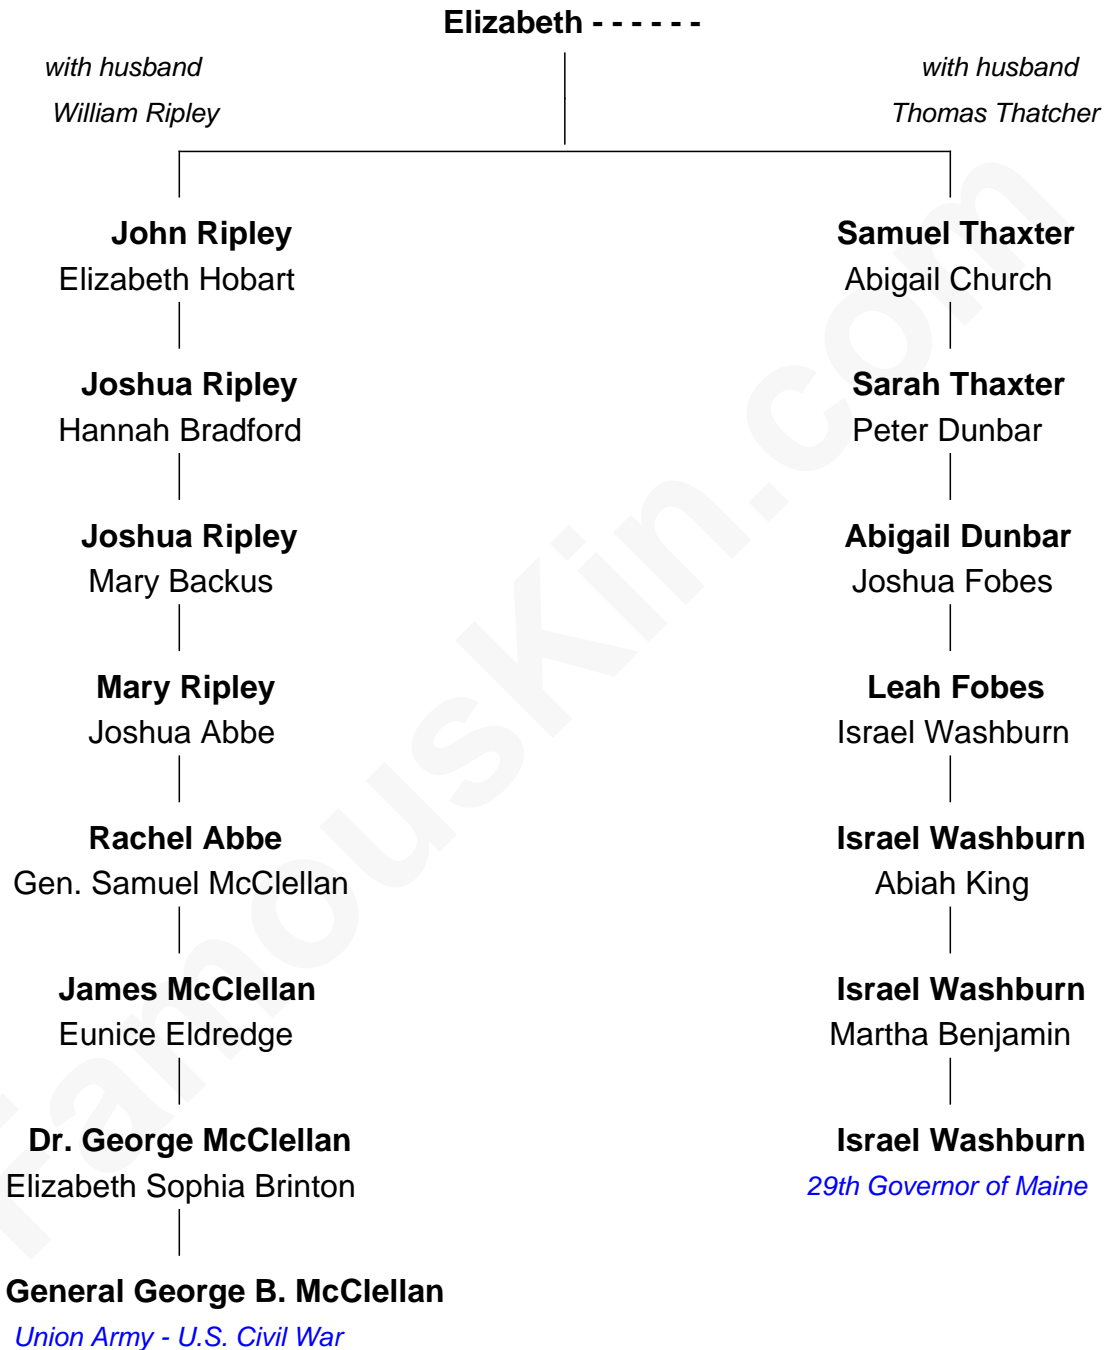 Elizabeth - - - - - -
with husband
William Ripley
with husband
Thomas Thatcher
John Ripley
Elizabeth Hobart
Samuel Thaxter
Abigail Church
Joshua Ripley
Hannah Bradford
Sarah Thaxter
Peter Dunbar
Joshua Ripley
Mary Backus
Abigail Dunbar
Joshua Fobes
Mary Ripley
Joshua Abbe
Leah Fobes
Israel Washburn
Rachel Abbe
Gen. Samuel McClellan
Israel Washburn
Abiah King
James McClellan
Eunice Eldredge
Israel Washburn
Martha Benjamin
Dr. George McClellan
Elizabeth Sophia Brinton
Israel Washburn
29th Governor of Maine
General George B. McClellan
Union Army - U.S. Civil War
FamousKin.com